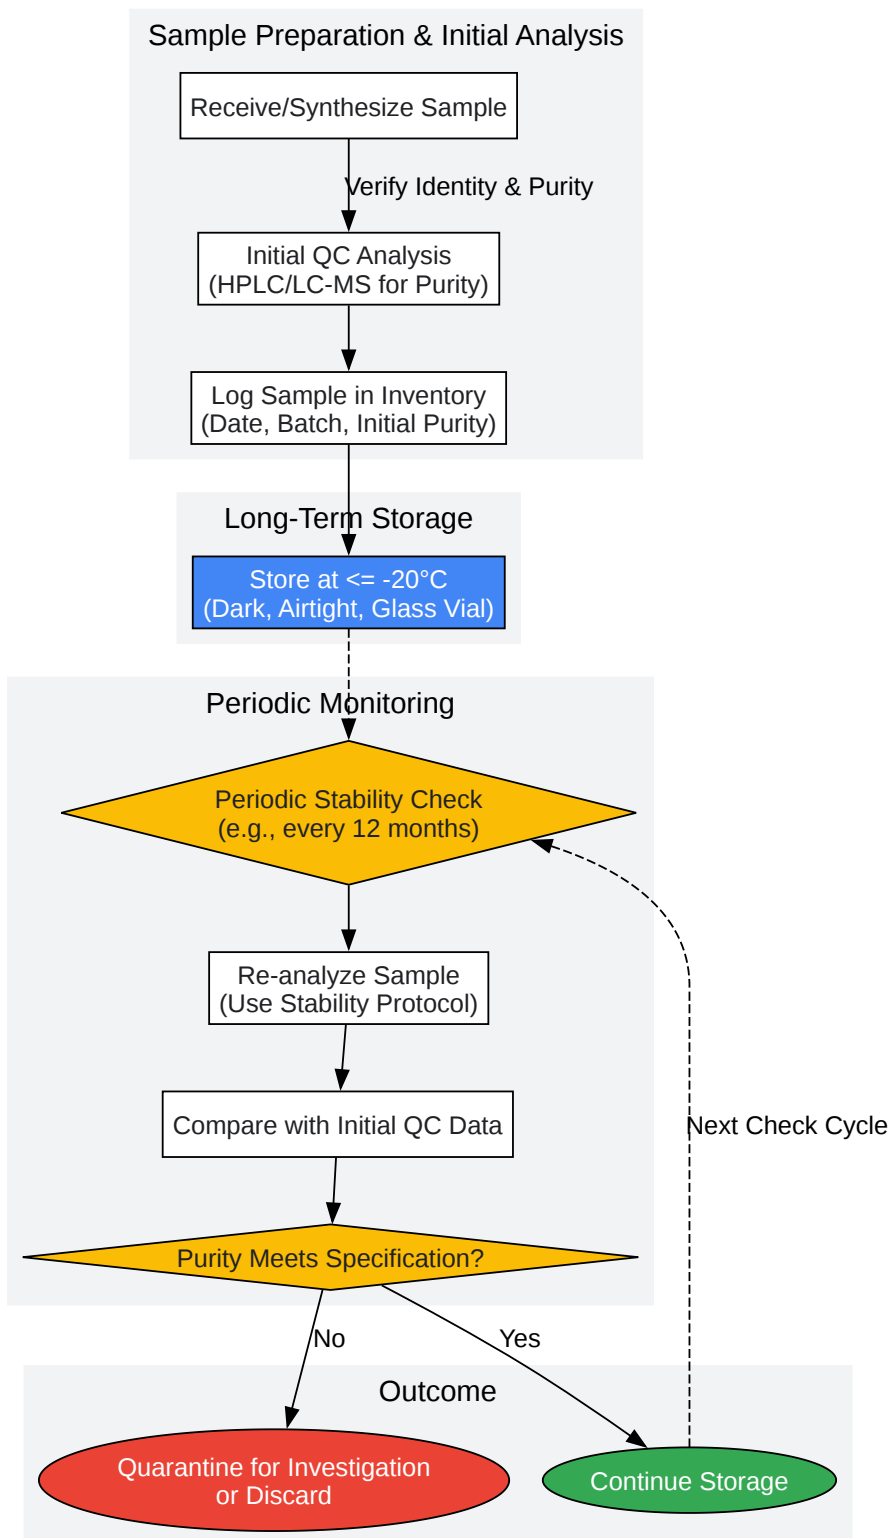 Sample Preparation & Initial Analysis
Receive/Synthesize Sample
Verify Identity & Purity
Initial QC Analysis
(HPLC/LC-MS for Purity)
Log Sample in Inventory
(Date, Batch, Initial Purity)
Long-Term Storage
Store at <= -20°C
(Dark, Airtight, Glass Vial)
Periodic Monitoring
Periodic Stability Check
(e.g., every 12 months)
Re-analyze Sample
(Use Stability Protocol)
Compare with Initial QC Data
Next Check Cycle
Purity Meets Specification?
No
Yes
Outcome
Quarantine for Investigation
or Discard
Continue Storage